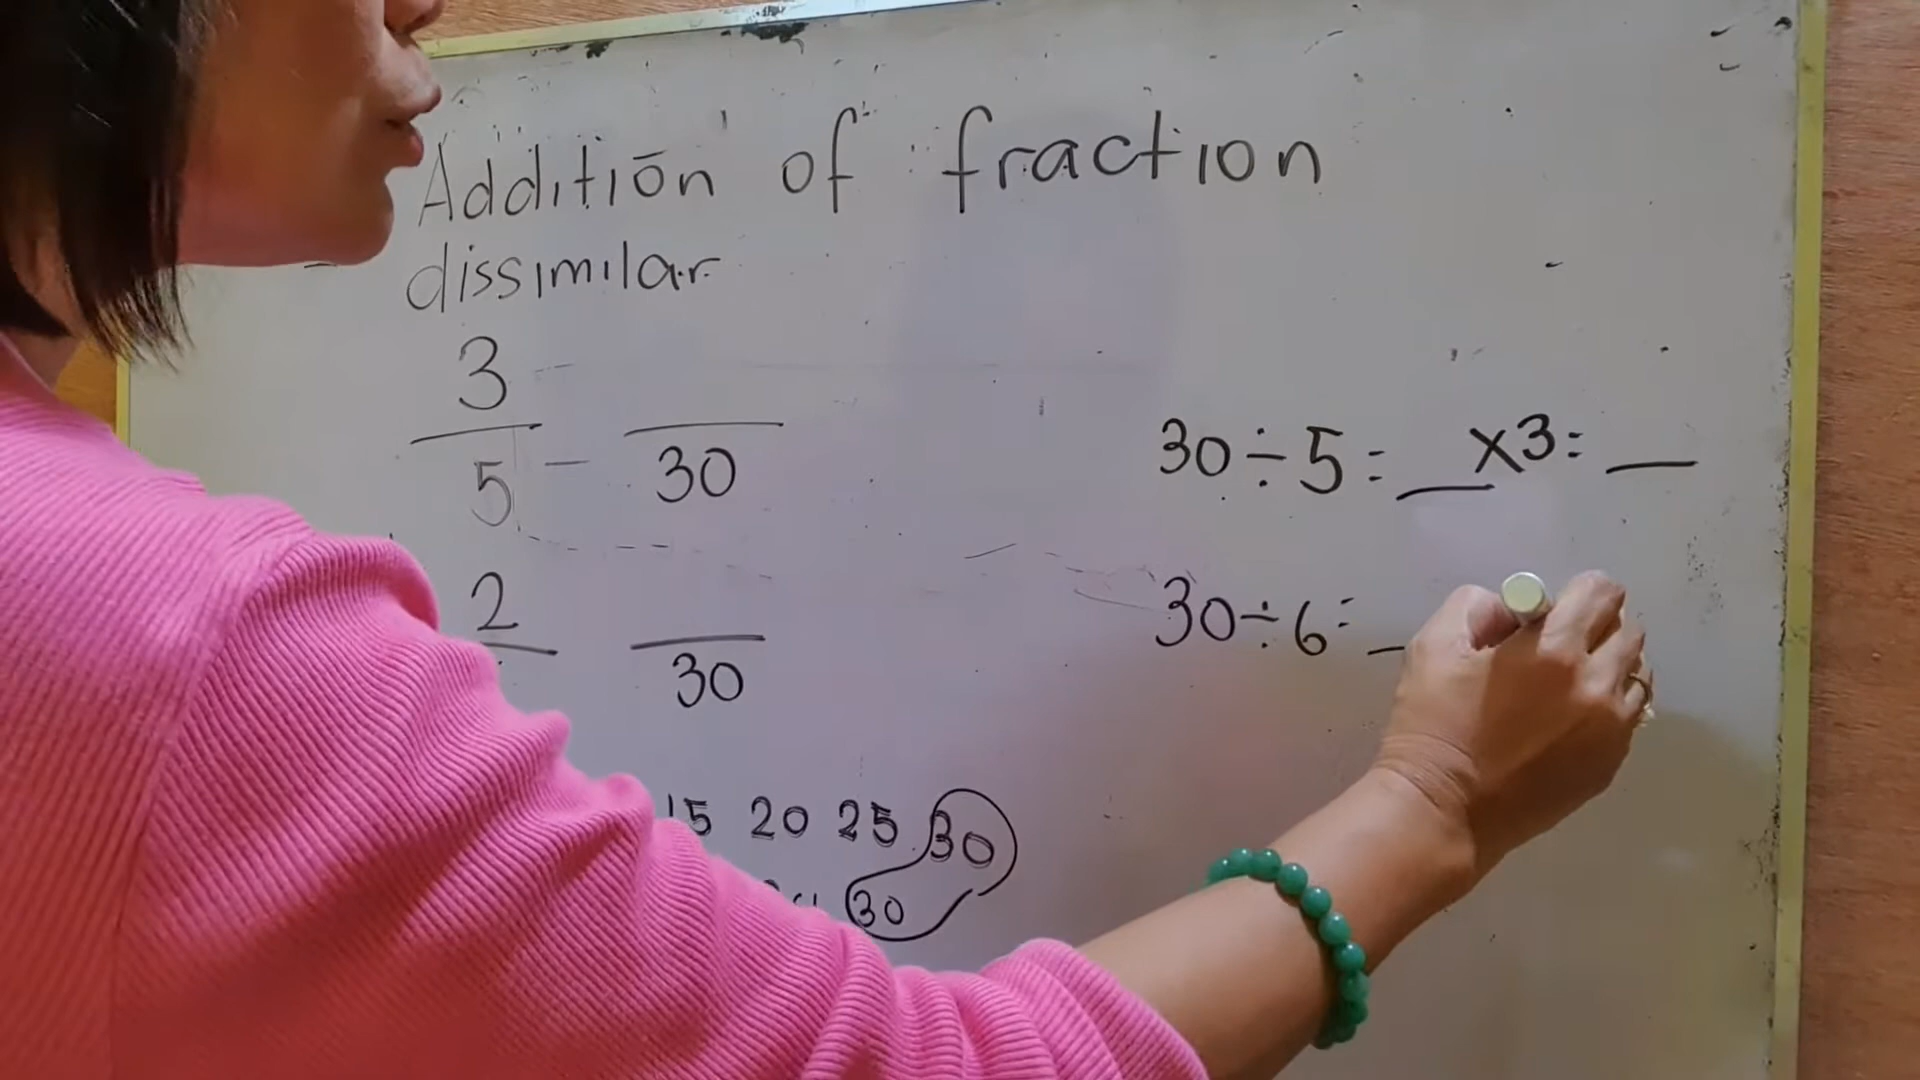 Addition of fraction
dissimilar
3
5 — 30
30 ÷ 5 = __ x3 = __
2
30
30 ÷ 6 = _
15 20 25 30
30